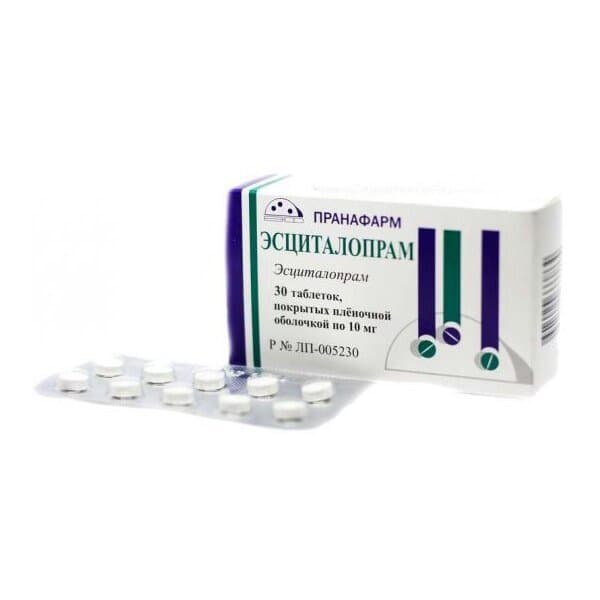 ПРАНАФАРМ
ЭСЦИТАЛОПРАМ
Эсциталопрам
30 таблеток,
покрытых плёночной
оболочкой по 10 мг
Р № ЛП-005230